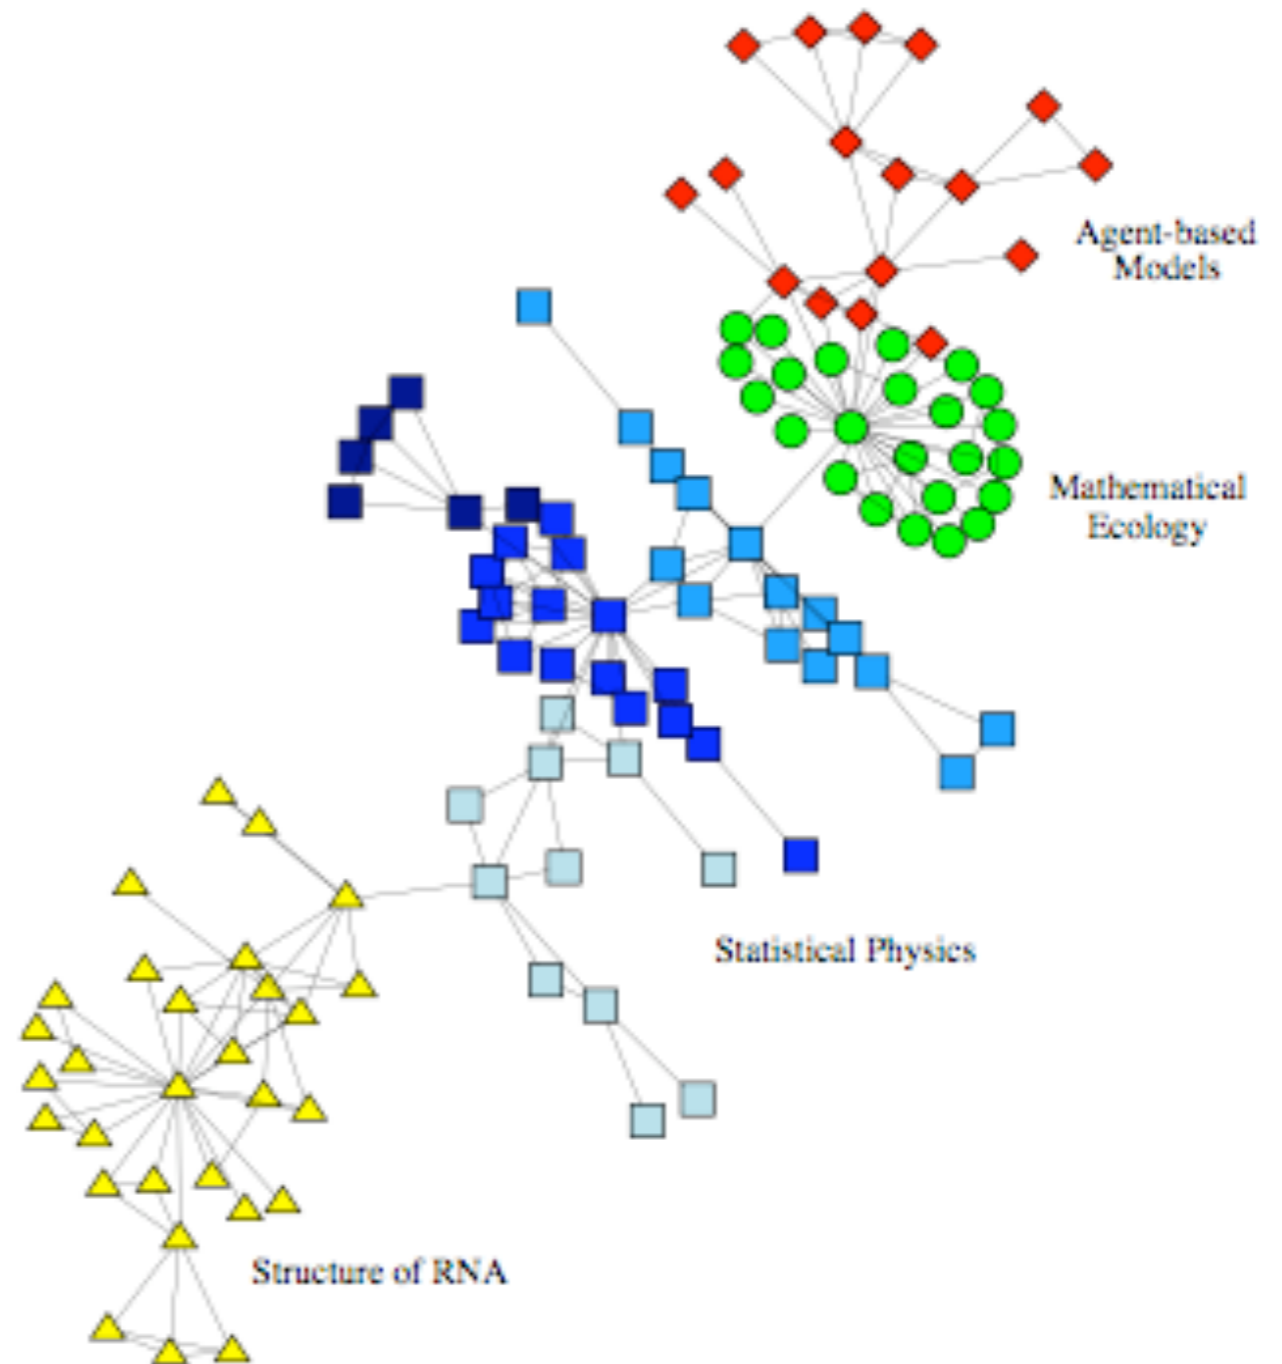 Agent-based
Models
Mathematical
Ecology
Statistical Physics
Structure of RNA